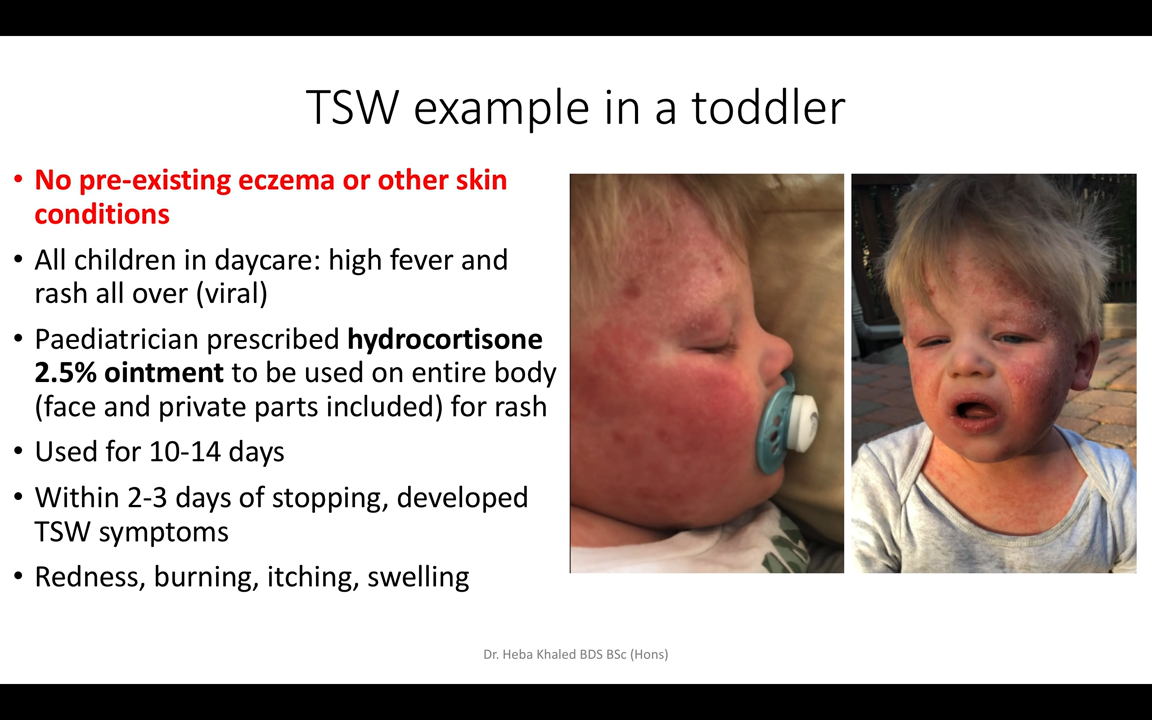 TSW example in a toddler
• No pre-existing eczema or other skin
conditions
• All children in daycare: high fever and
rash all over (viral)
• Paediatrician prescribed hydrocortisone
2.5% ointment to be used on entire body
(face and private parts included) for rash
• Used for 10-14 days
• Within 2-3 days of stopping, developed
TSW symptoms
• Redness, burning, itching, swelling
Dr. Heba Khaled BDS BSc (Hons)